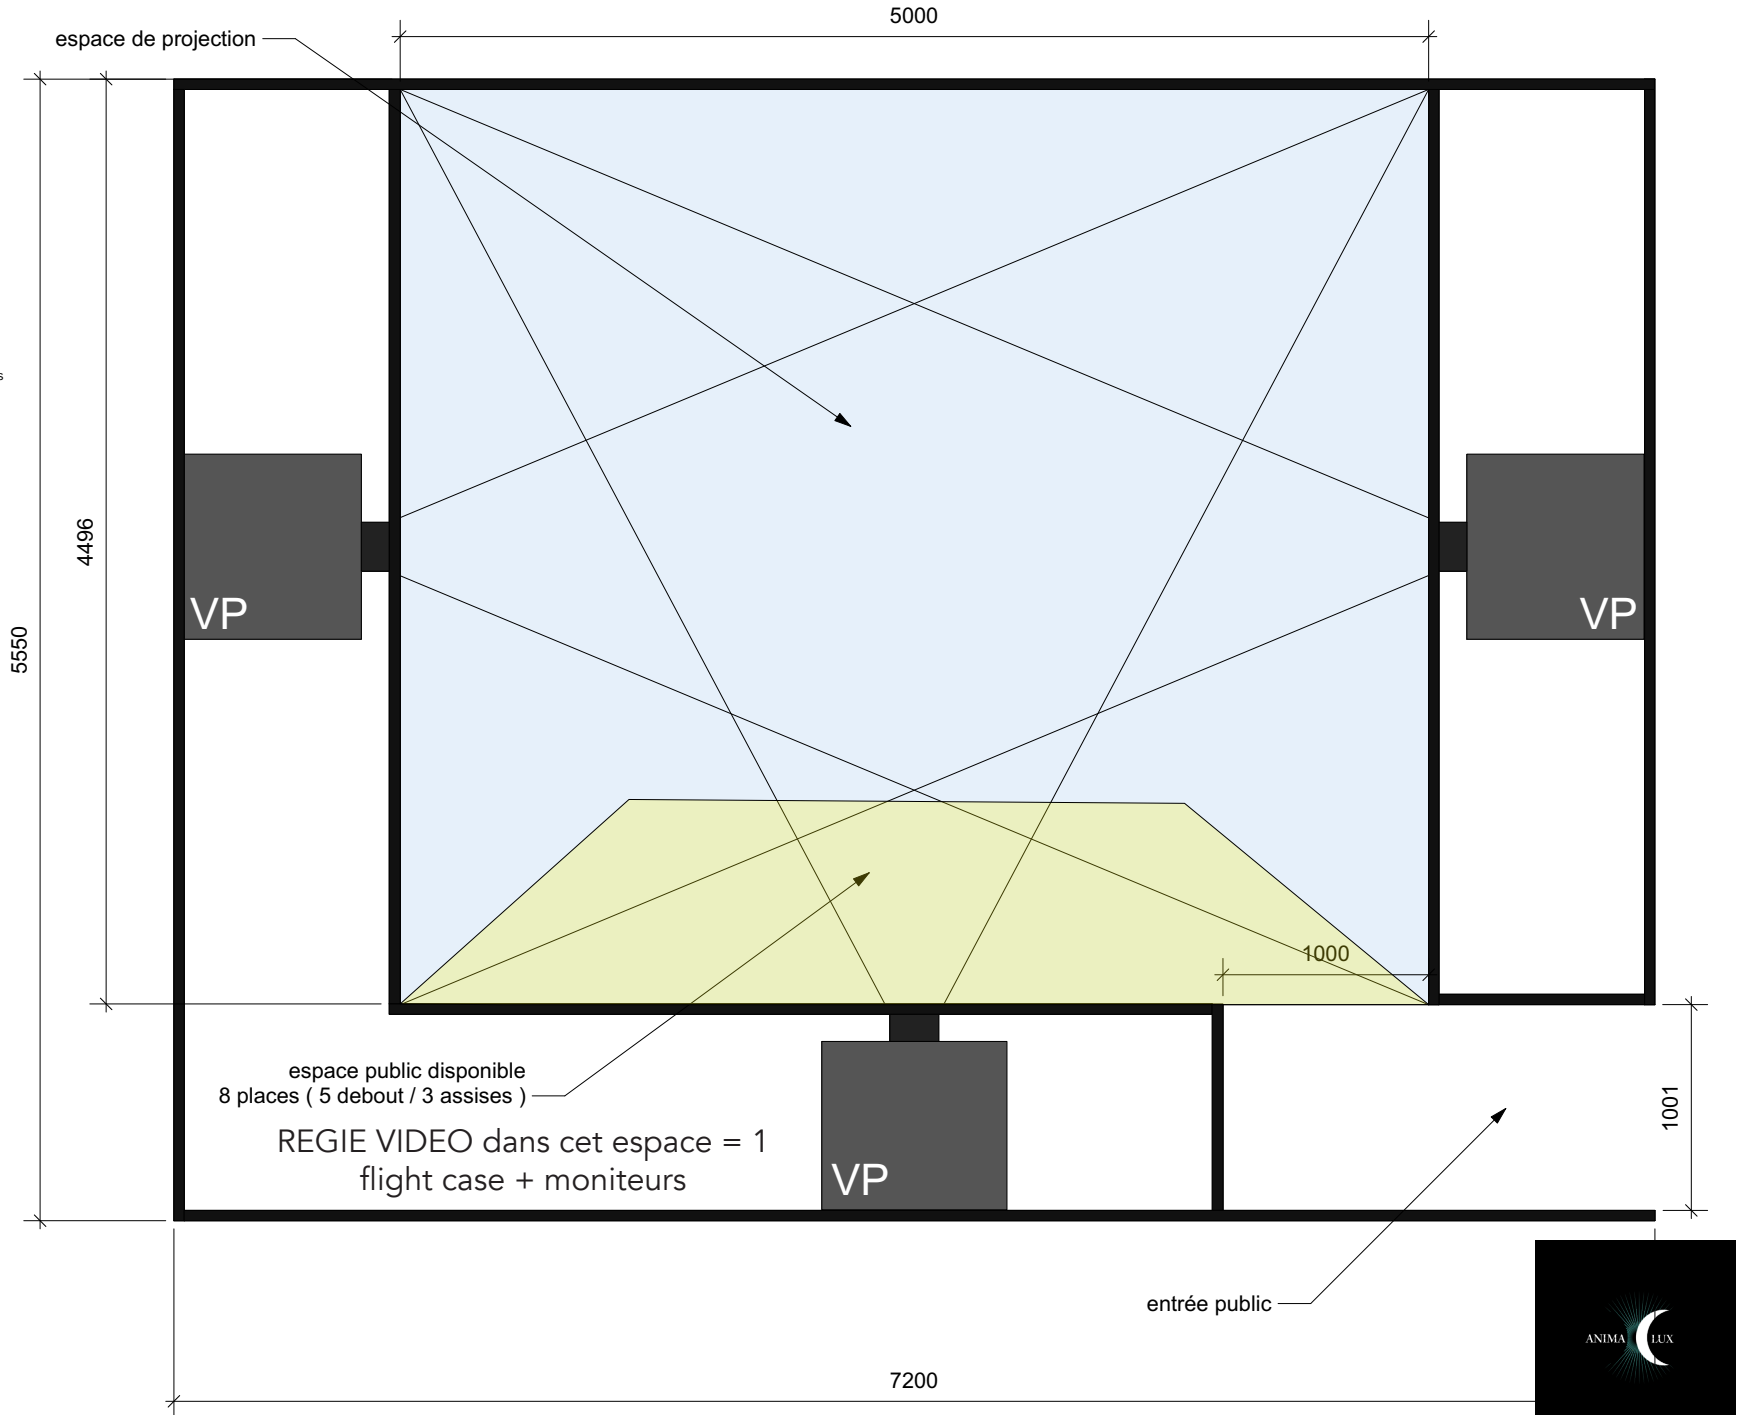 5000
espace de projection
s
4496
5550
VP
VP
1000
espace public disponible
8 places ( 5 debout / 3 assises )
REGIE VIDEO dans cet espace = 1
flight case + moniteurs
VP
1001
entrée public
ANIMA LUX
7200